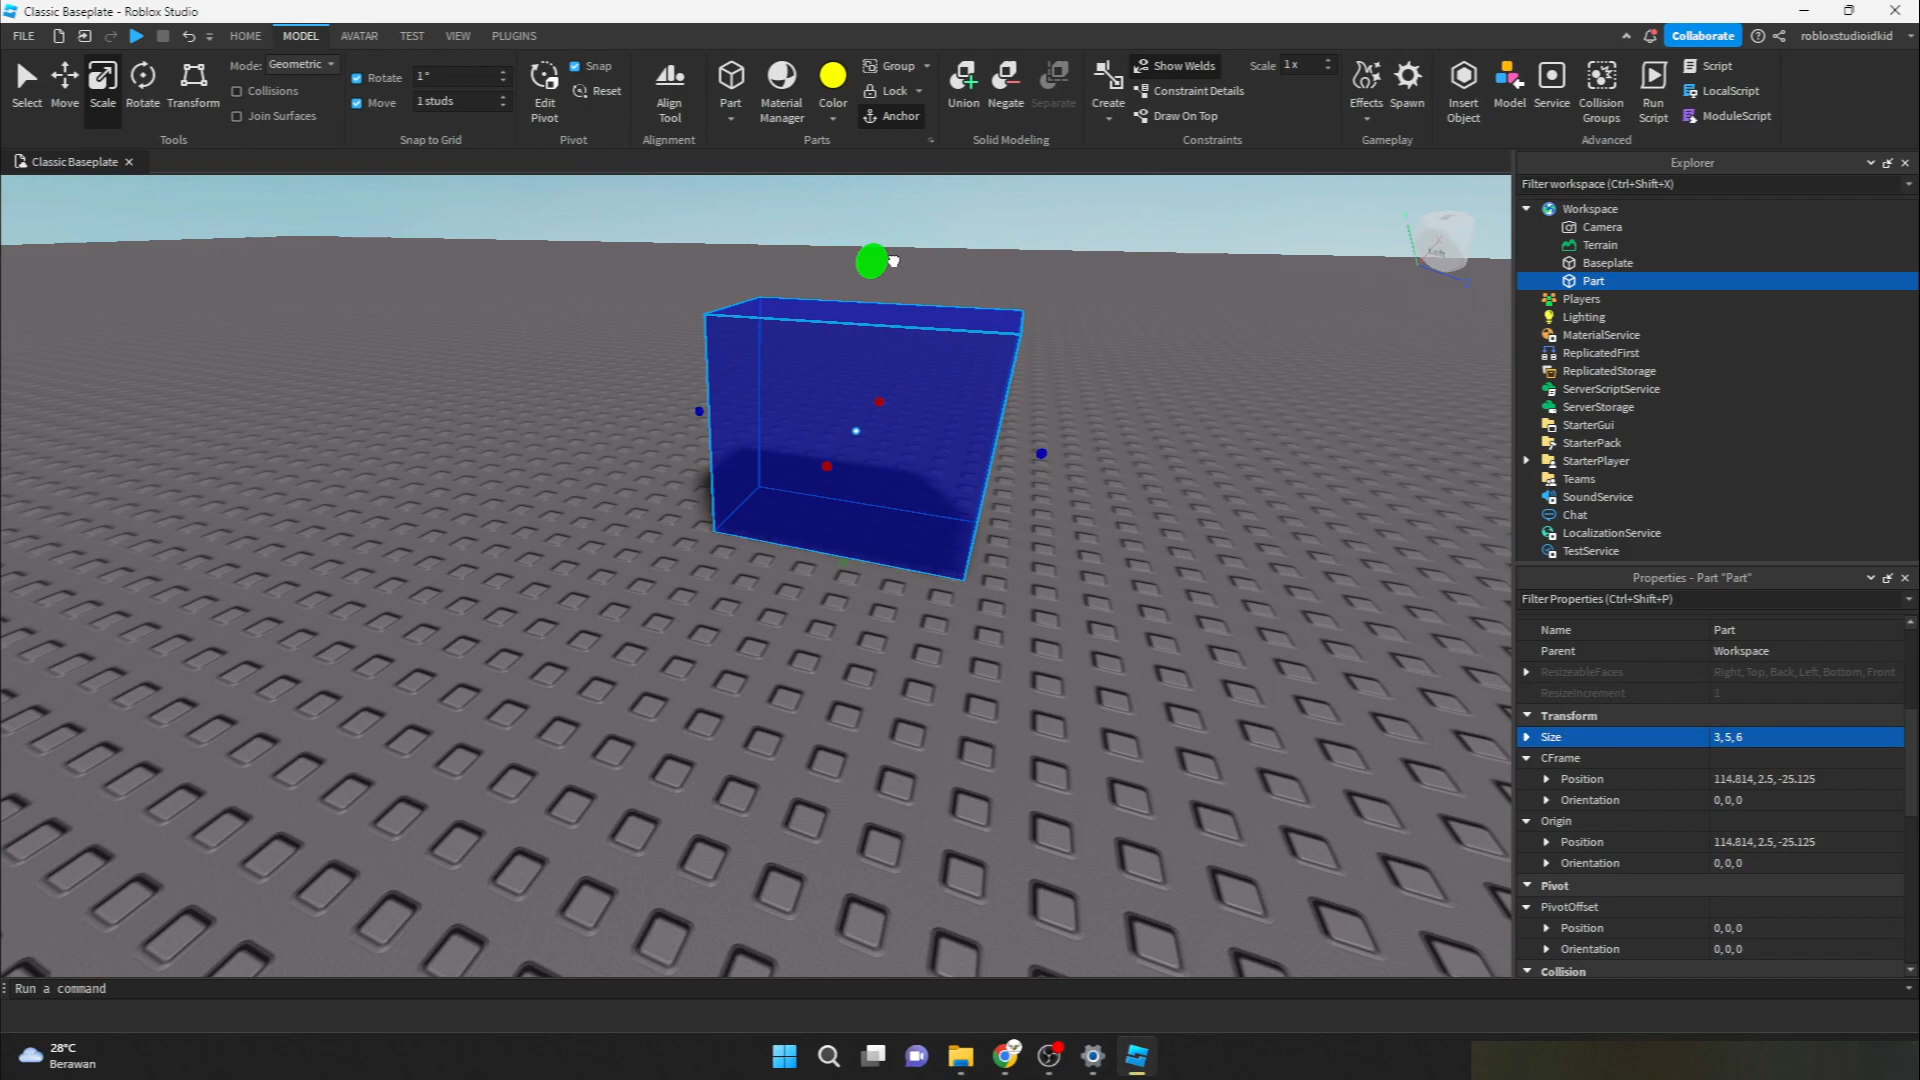 Classic Baseplate - Roblox Studio
FILE HOME MODEL AVATAR TEST VIEW PLUGINS Collaborate robloxstudioidkid
Select Move Scale Rotate Transform
Mode: Geometric
Collisions
Join Surfaces
Tools
Rotate 1°
Move 1 studs
Snap to Grid
Edit Pivot
Snap
Reset
Pivot
Align Tool
Alignment
Part
Material Manager
Color
Group
Lock
Anchor
Parts
Union Negate Separate
Solid Modeling
Create
Show Welds
Constraint Details
Draw On Top
Scale 1x
Constraints
Effects Spawn
Gameplay
Insert Object
Model Service
Collision Groups
Run Script
Script
LocalScript
ModuleScript
Advanced
Classic Baseplate
Explorer
Filter workspace (Ctrl+Shift+X)
Workspace
Camera
Terrain
Baseplate
Part
Players
Lighting
MaterialService
ReplicatedFirst
ReplicatedStorage
ServerScriptService
ServerStorage
StarterGui
StarterPack
StarterPlayer
Teams
SoundService
Chat
LocalizationService
TestService
Properties - Part "Part"
Filter Properties (Ctrl+Shift+P)
Name Part
Parent Workspace
ResizeableFaces Right, Top, Back, Left, Bottom, Front
ResizeIncrement 1
Transform
Size 3, 5, 6
CFrame
Position 114.814, 2.5, -25.125
Orientation 0, 0, 0
Origin
Position 114.814, 2.5, -25.125
Orientation 0, 0, 0
Pivot
PivotOffset
Position 0, 0, 0
Orientation 0, 0, 0
Collision
Run a command
28°C
Berawan